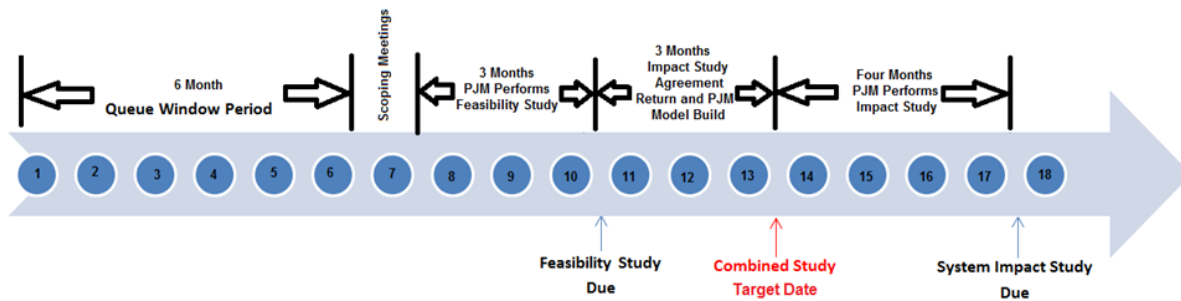 6 Month
Queue Window Period
Scoping Meetings
3 Months
PJM Performs
Feasibility Study
3 Months
Impact Study
Agreement
Return and PJM
Model Build
Four Months
PJM Performs
Impact Study
1 2 3 4 5 6 7 8 9 10 11 12 13 14 15 16 17 18
Feasibility Study
Due
Combined Study
Target Date
System Impact Study
Due